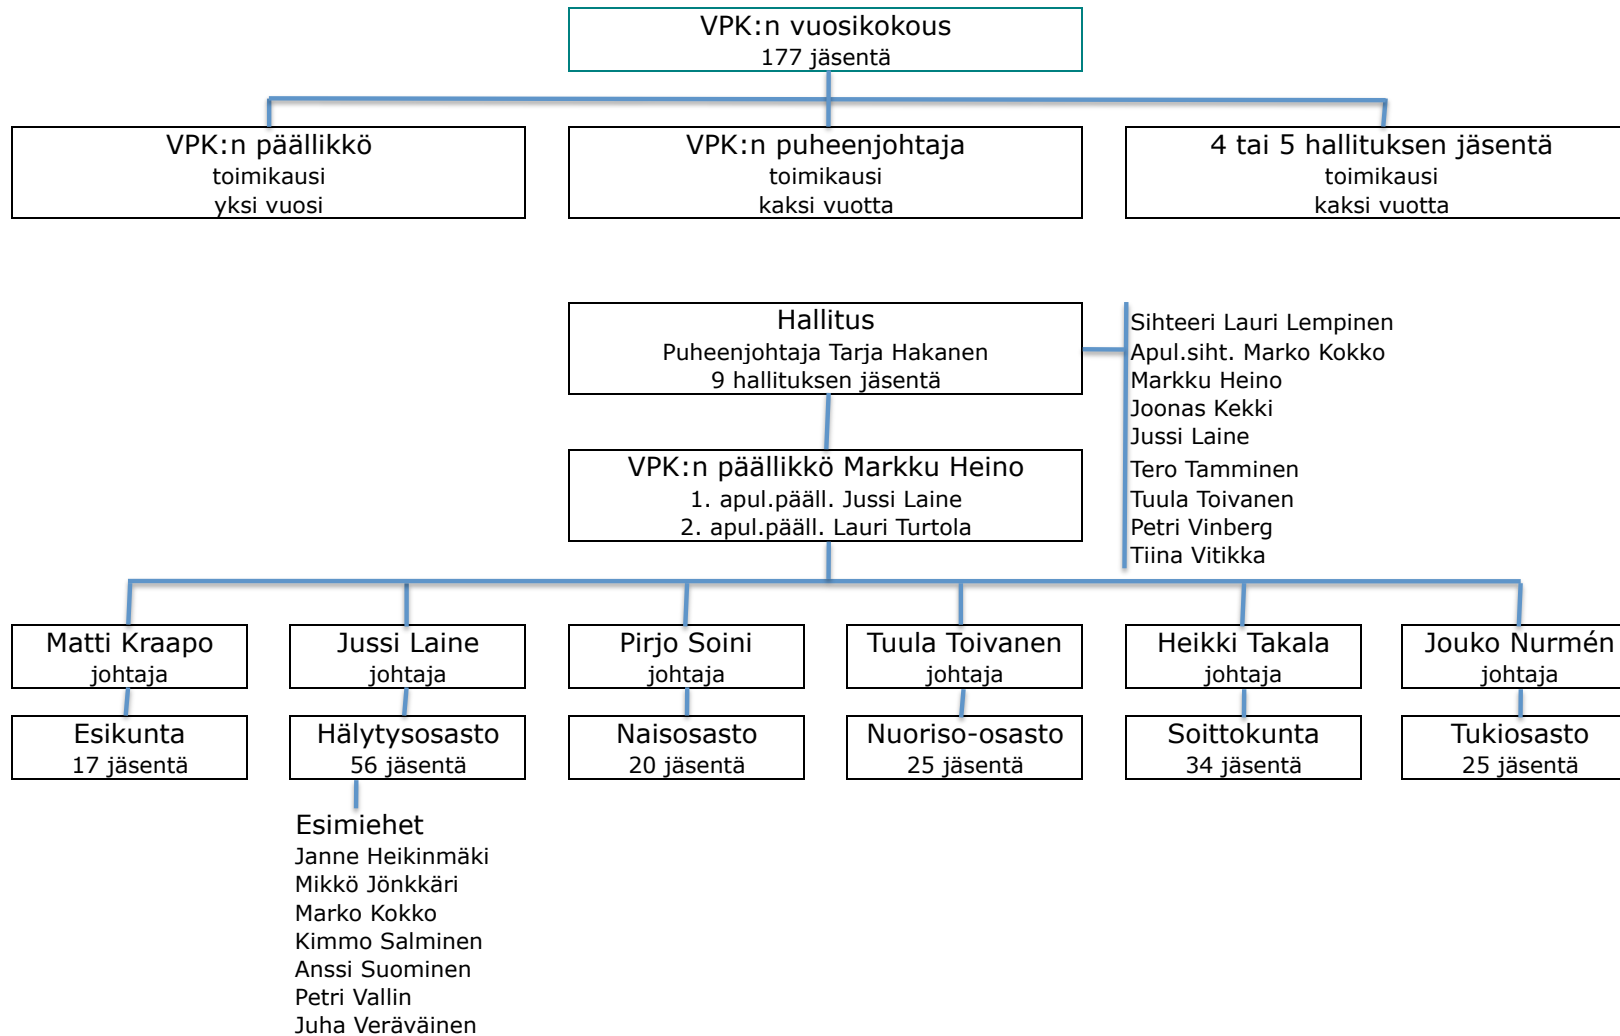 VPK:n vuosikokous
177 jäsentä
VPK:n päällikkö
toimikausi
yksi vuosi
VPK:n puheenjohtaja
toimikausi
kaksi vuotta
4 tai 5 hallituksen jäsentä
toimikausi
kaksi vuotta
Hallitus
Puheenjohtaja Tarja Hakanen
9 hallituksen jäsentä
Sihteeri Lauri Lempinen
Apul.siht. Marko Kokko
Markku Heino
Joonas Kekki
Jussi Laine
Tero Tamminen
Tuula Toivanen
Petri Vinberg
Tiina Vitikka
VPK:n päällikkö Markku Heino
1. apul.pääll. Jussi Laine
2. apul.pääll. Lauri Turtola
Matti Kraapo
johtaja
Jussi Laine
johtaja
Pirjo Soini
johtaja
Tuula Toivanen
johtaja
Heikki Takala
johtaja
Jouko Nurmén
johtaja
Esikunta
17 jäsentä
Hälytysosasto
56 jäsentä
Naisosasto
20 jäsentä
Nuoriso-osasto
25 jäsentä
Soittokunta
34 jäsentä
Tukiosasto
25 jäsentä
Esimiehet
Janne Heikinmäki
Mikkö Jönkkäri
Marko Kokko
Kimmo Salminen
Anssi Suominen
Petri Vallin
Juha Veräväinen